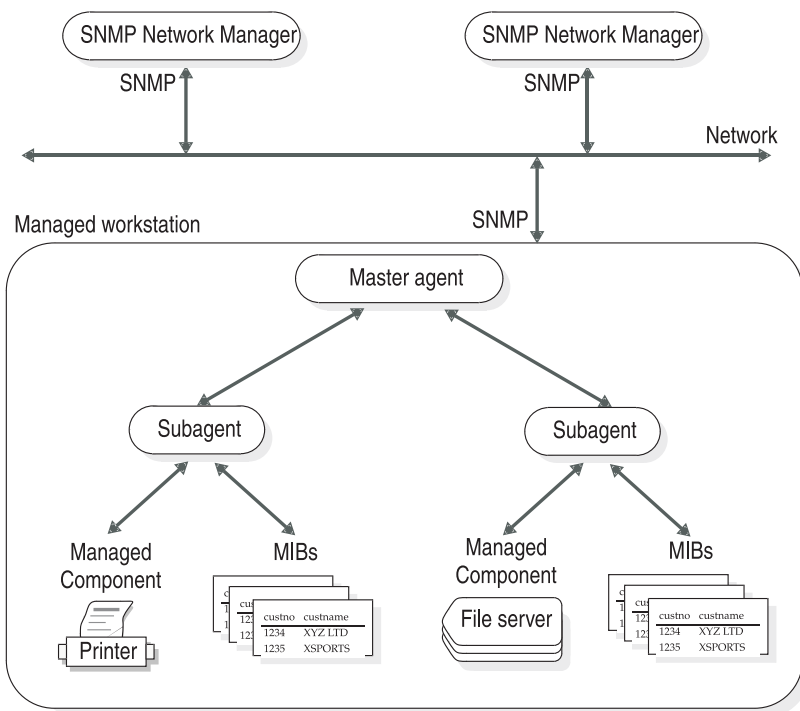 SNMP Network Manager
SNMP Network Manager
SNMP
SNMP
Network
SNMP
Managed workstation
Master agent
Subagent
Subagent
Managed
Component
MIBs
Managed
Component
MIBs
Printer
custno custname
1234 XYZ LTD
1235 XSPORTS
File server
custno custname
1234 XYZ LTD
1235 XSPORTS